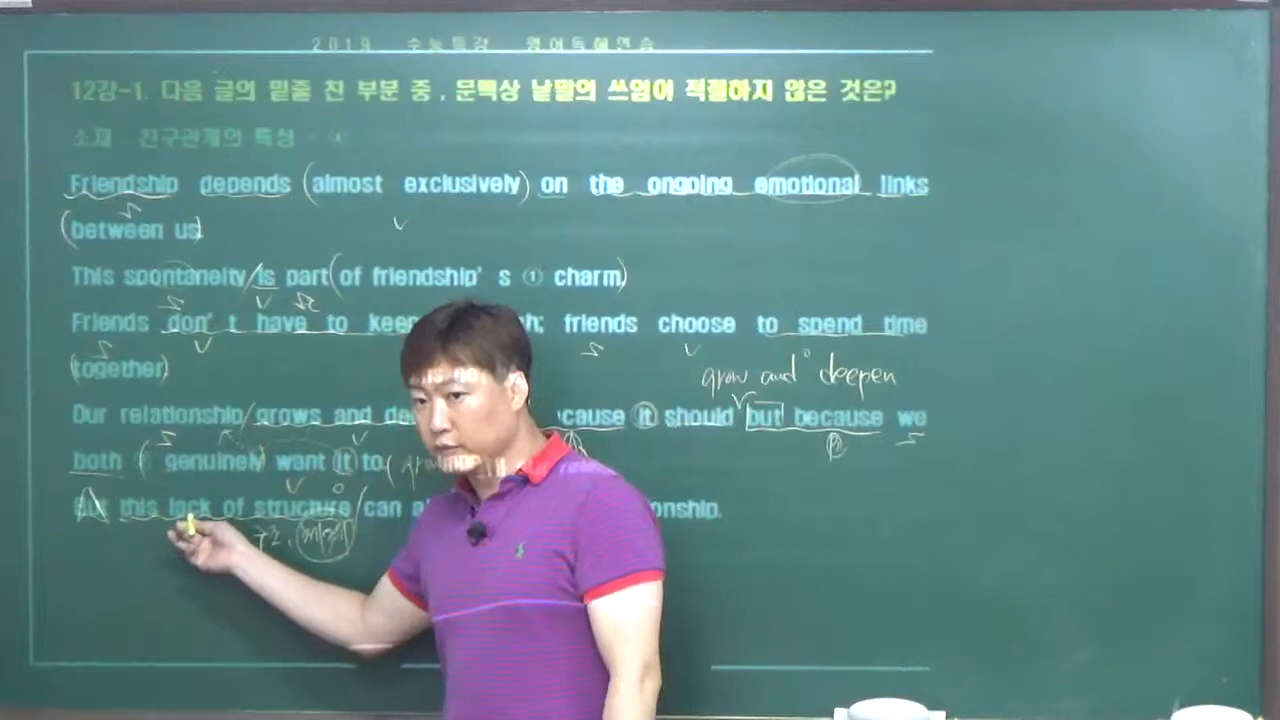 2019 수능특강 영어독해연습
12강-1. 다음 글의 밑줄 친 부분 중, 문맥상 낱말의 쓰임이 적절하지 않은 것은?
소재 친구관계의 특성
Friendship depends (almost exclusively) on the ongoing emotional links
(between us)
This spontaneity / is part (of friendship's ① charm)
Friends don't have to keep friends choose to spend time
(together)
grow and deepen
Our relationship / grows and cause it should but because we
both (genuinely) want it to (
But this lack of structure / can
구조,